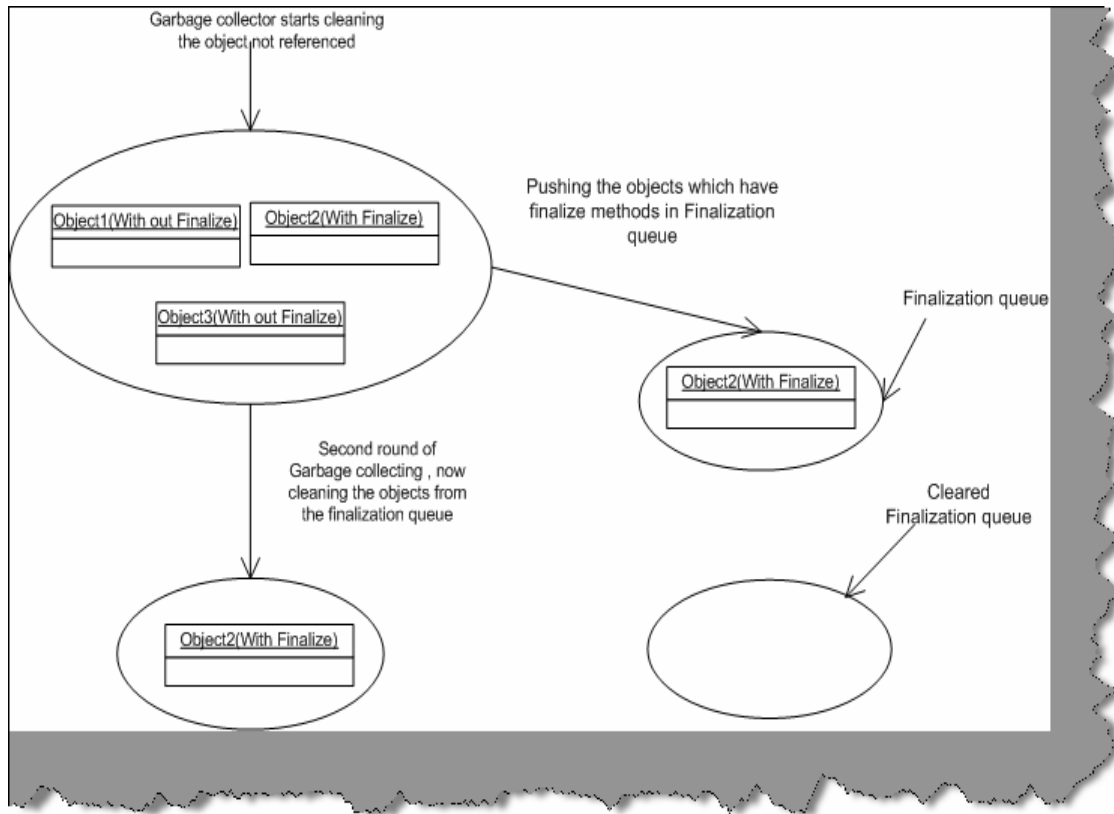 Garbage collector starts cleaning
the object not referenced
Object1(With out Finalize)
Object2(With Finalize)
Object3(With out Finalize)
Pushing the objects which have
finalize methods in Finalization
queue
Finalization queue
Object2(With Finalize)
Second round of
Garbage collecting , now
cleaning the objects from
the finalization queue
Cleared
Finalization queue
Object2(With Finalize)